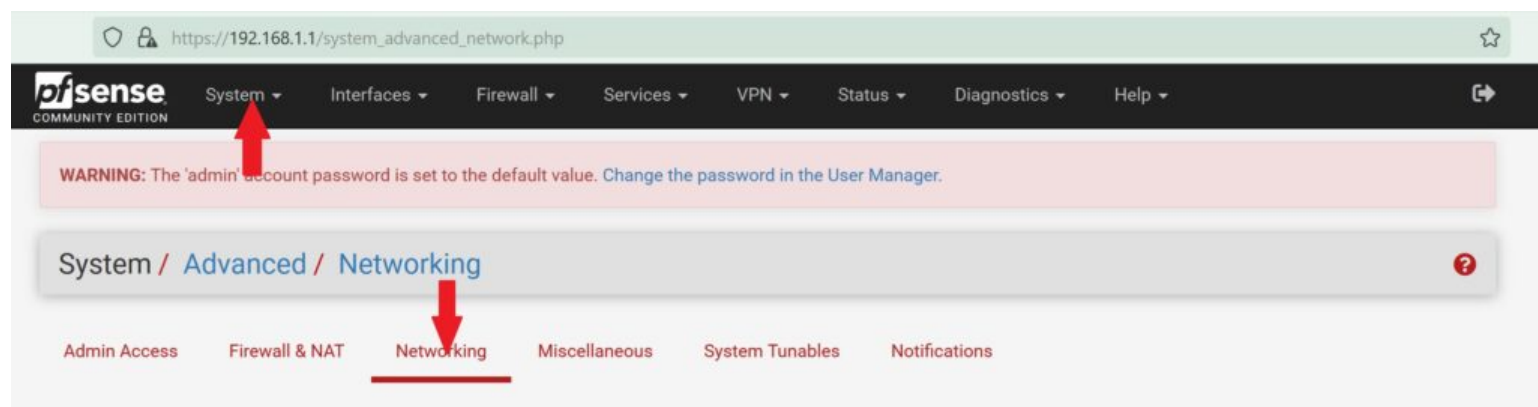 https://192.168.1.1/system_advanced_network.php
pfsense System Interfaces Firewall Services VPN Status Diagnostics Help
COMMUNITY EDITION
WARNING: The 'admin' account password is set to the default value. Change the password in the User Manager.
System / Advanced / Networking ?
Admin Access Firewall & NAT Networking Miscellaneous System Tunables Notifications